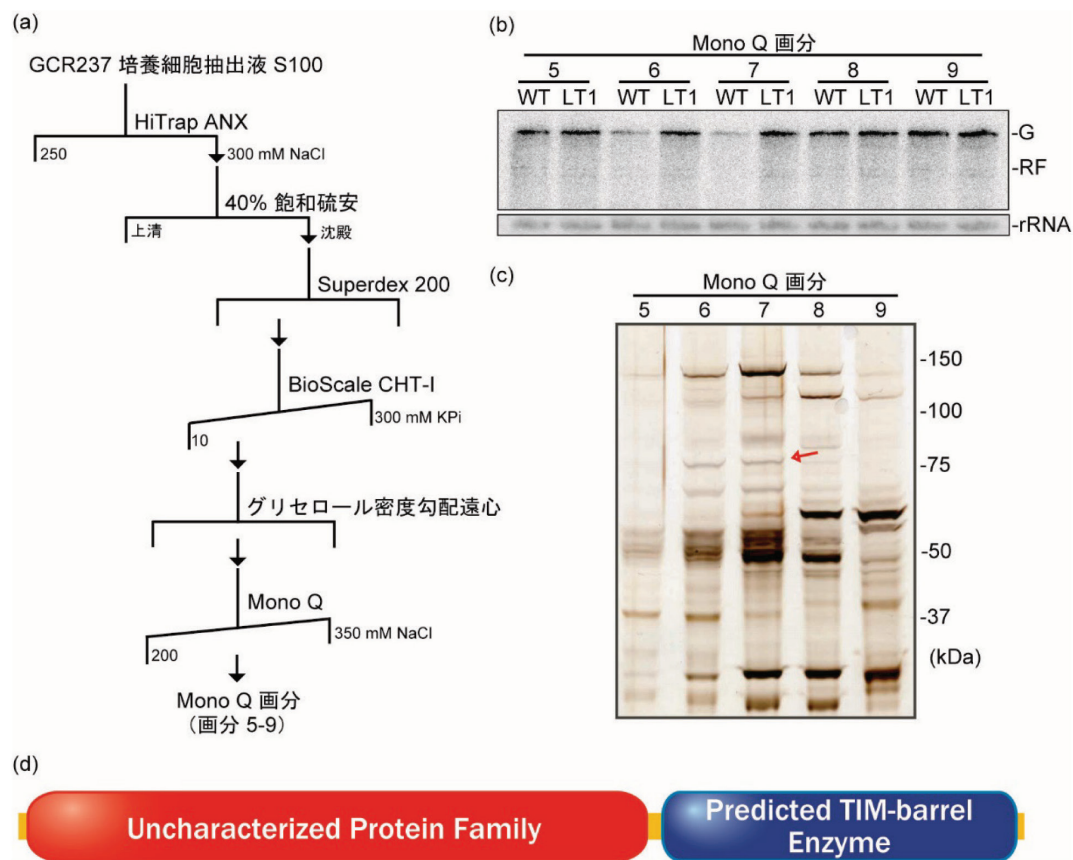 (a)
GCR237 培養細胞抽出液 S100
HiTrap ANX
250
300 mM NaCl
40% 飽和硫安
上清
沈殿
Superdex 200
BioScale CHT-I
10
300 mM KPi
グリセロール密度勾配遠心
Mono Q
200
350 mM NaCl
Mono Q 画分
(画分 5-9)
(b)
Mono Q 画分
5 6 7 8 9
WT LT1 WT LT1 WT LT1 WT LT1 WT LT1
-G
-RF
-rRNA
(c)
Mono Q 画分
5 6 7 8 9
-150
-100
-75
-50
-37
(kDa)
(d)
Uncharacterized Protein Family
Predicted TIM-barrel
Enzyme